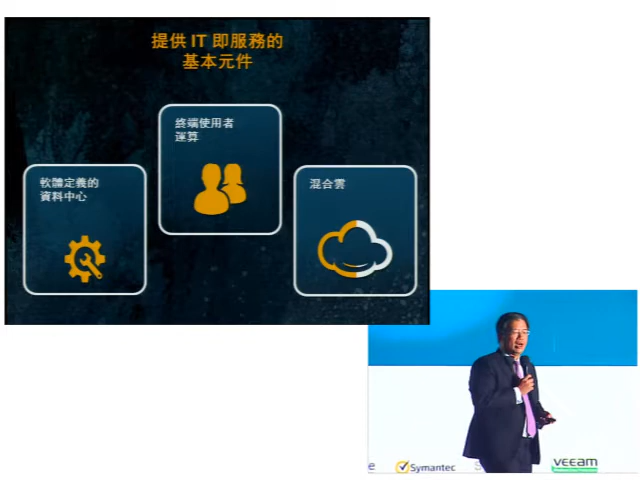 提供 IT 即服務的
基本元件
終端使用者
運算
軟體定義的
資料中心
混合雲
e
Symantec
S
veeam